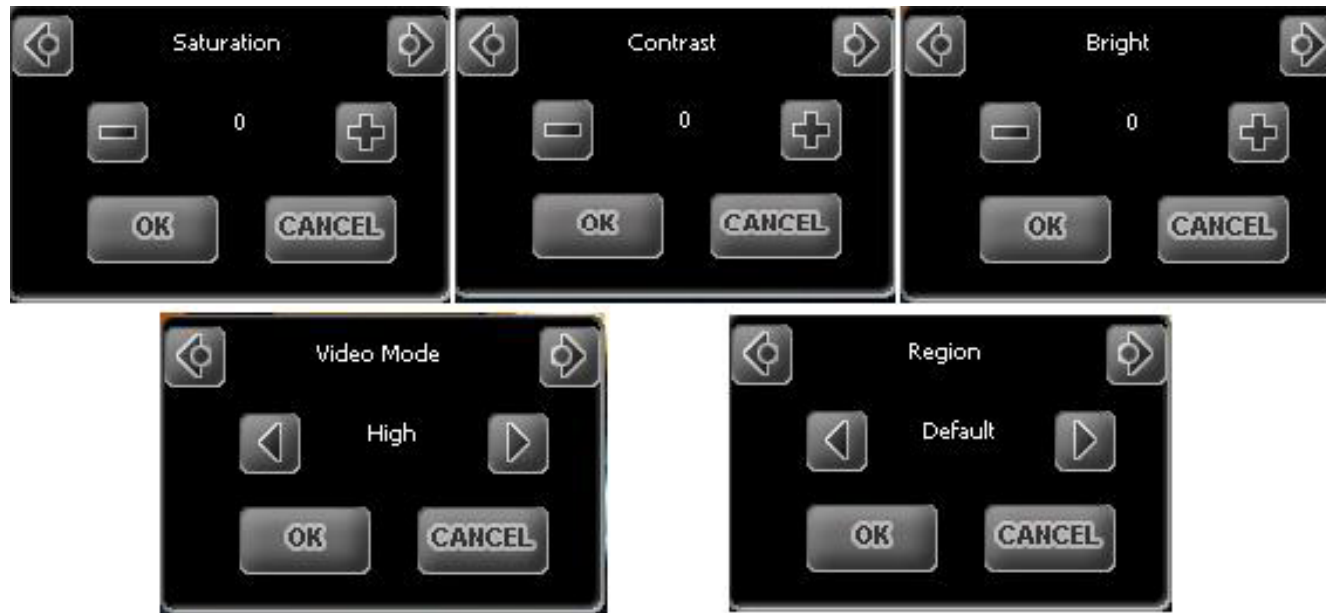 Saturation
0
OK CANCEL
Contrast
0
OK CANCEL
Bright
0
OK CANCEL
Video Mode
High
OK CANCEL
Region
Default
OK CANCEL